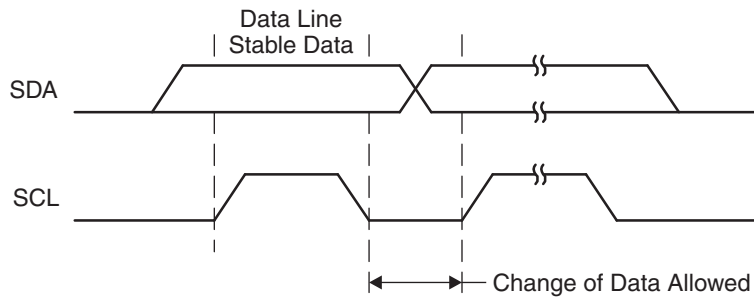 Data Line
Stable Data
SDA
SCL
Change of Data Allowed